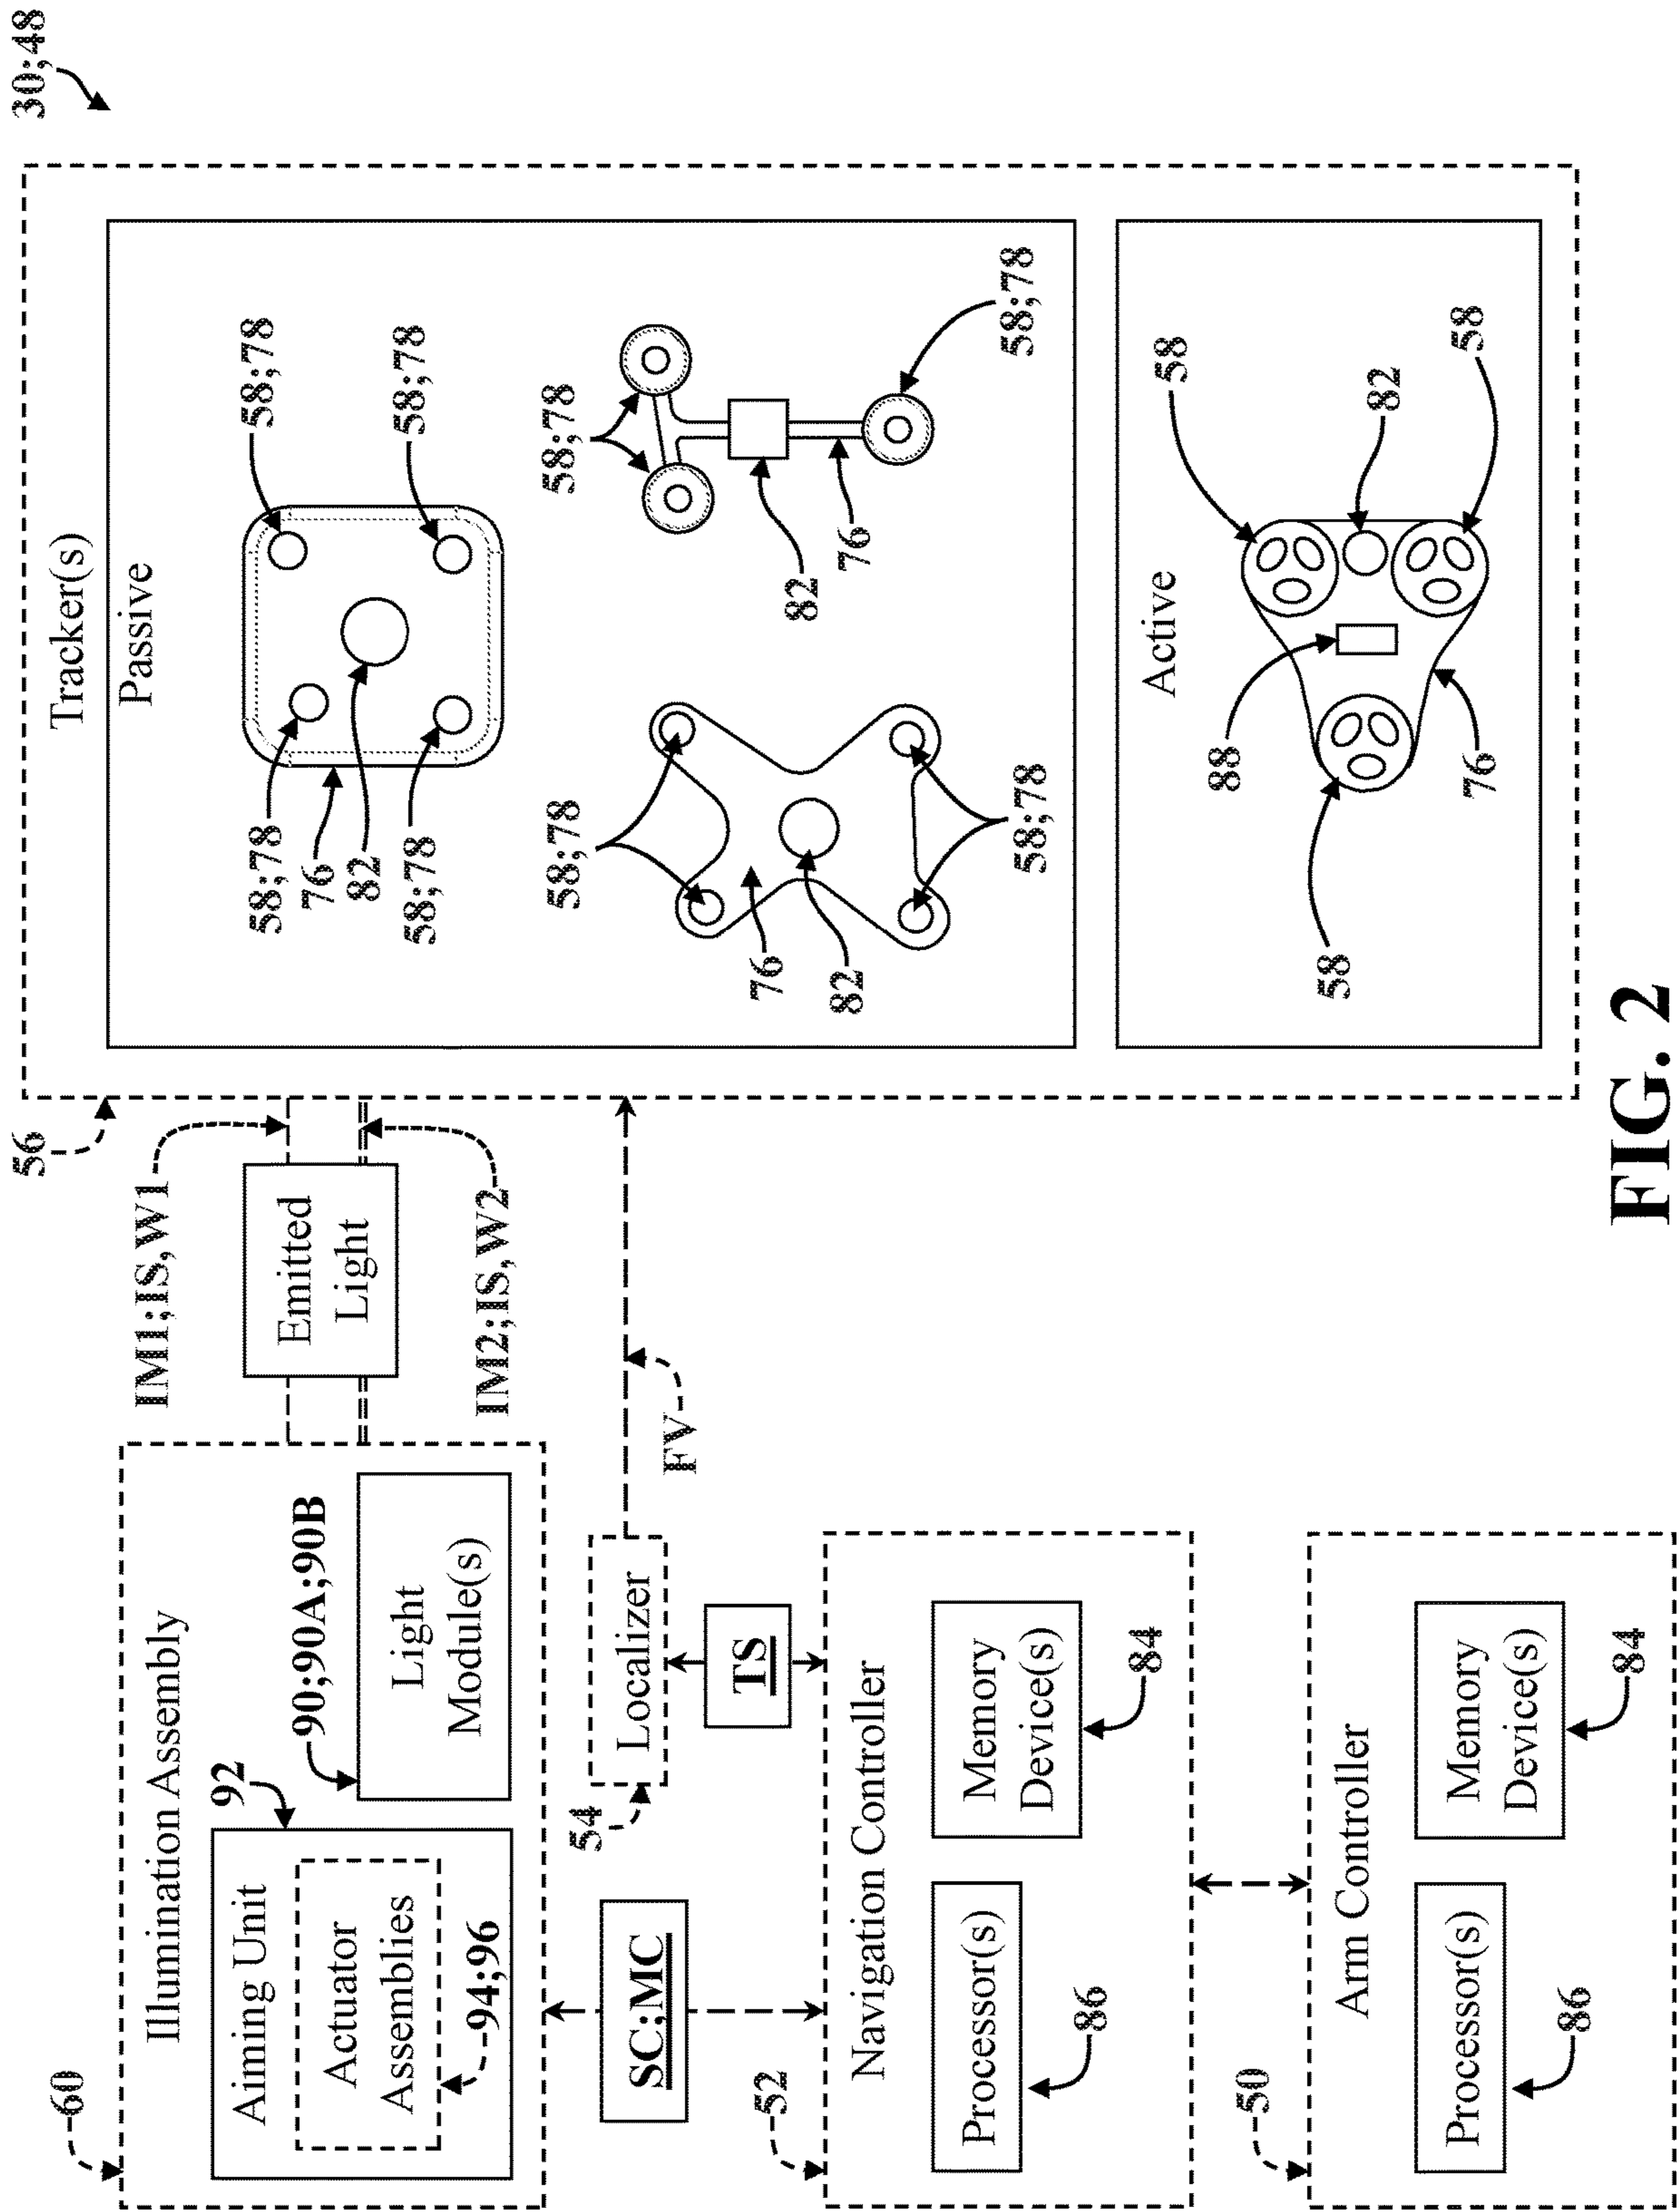 30;48
60
Illumination Assembly
Aiming Unit
92
Actuator
Assemblies
94;96
90;90A;90B
Light
Module(s)
IM1;IS,W1
Emitted
Light
IM2;IS,W2
56
Tracker(s)
Passive
58;78
58;78
76
82
58;78
58;78
58;78
76
82
58;78
58;78
82
76
58;78
Active
58
88
76
58
82
58
54
Localizer
FV
SC;MC
TS
52
Navigation Controller
Processor(s)
86
Memory
Device(s)
84
50
Arm Controller
Processor(s)
86
Memory
Device(s)
84
FIG. 2